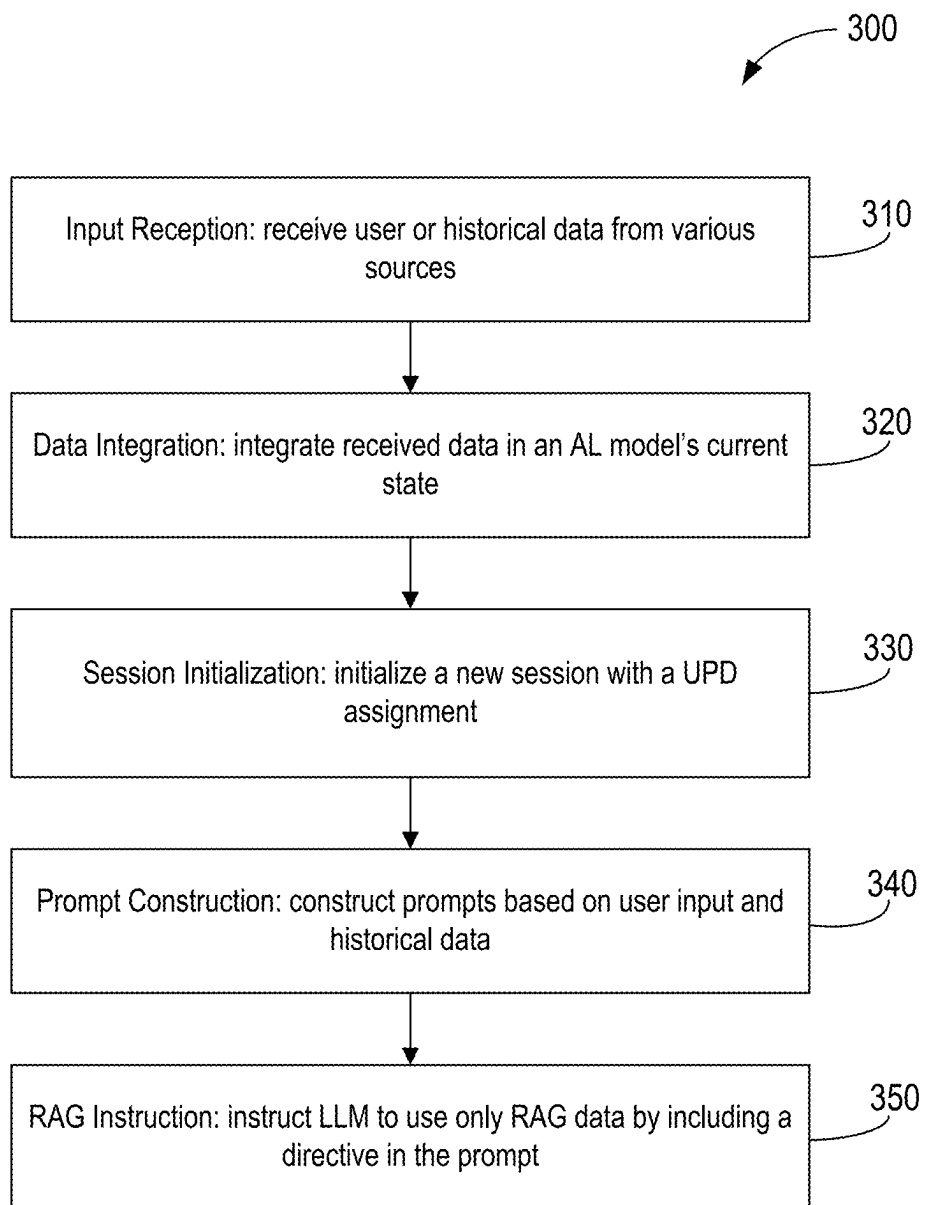 300
Input Reception: receive user or historical data from various
sources
310
Data Integration: integrate received data in an AL model's current
state
320
Session Initialization: initialize a new session with a UPD
assignment
330
Prompt Construction: construct prompts based on user input and
historical data
340
RAG Instruction: instruct LLM to use only RAG data by including a
directive in the prompt
350